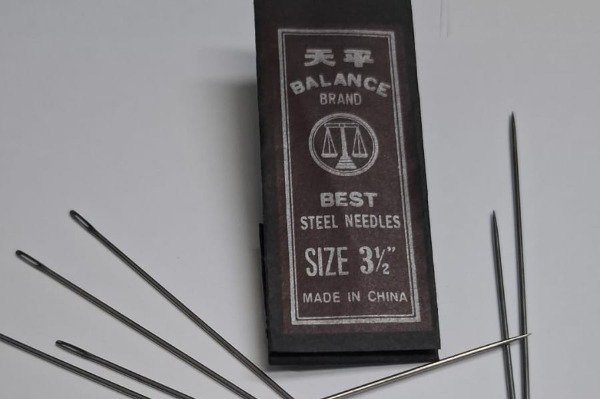 天平
BALANCE
BRAND
BEST
STEEL NEEDLES
SIZE 3½"
MADE IN CHINA